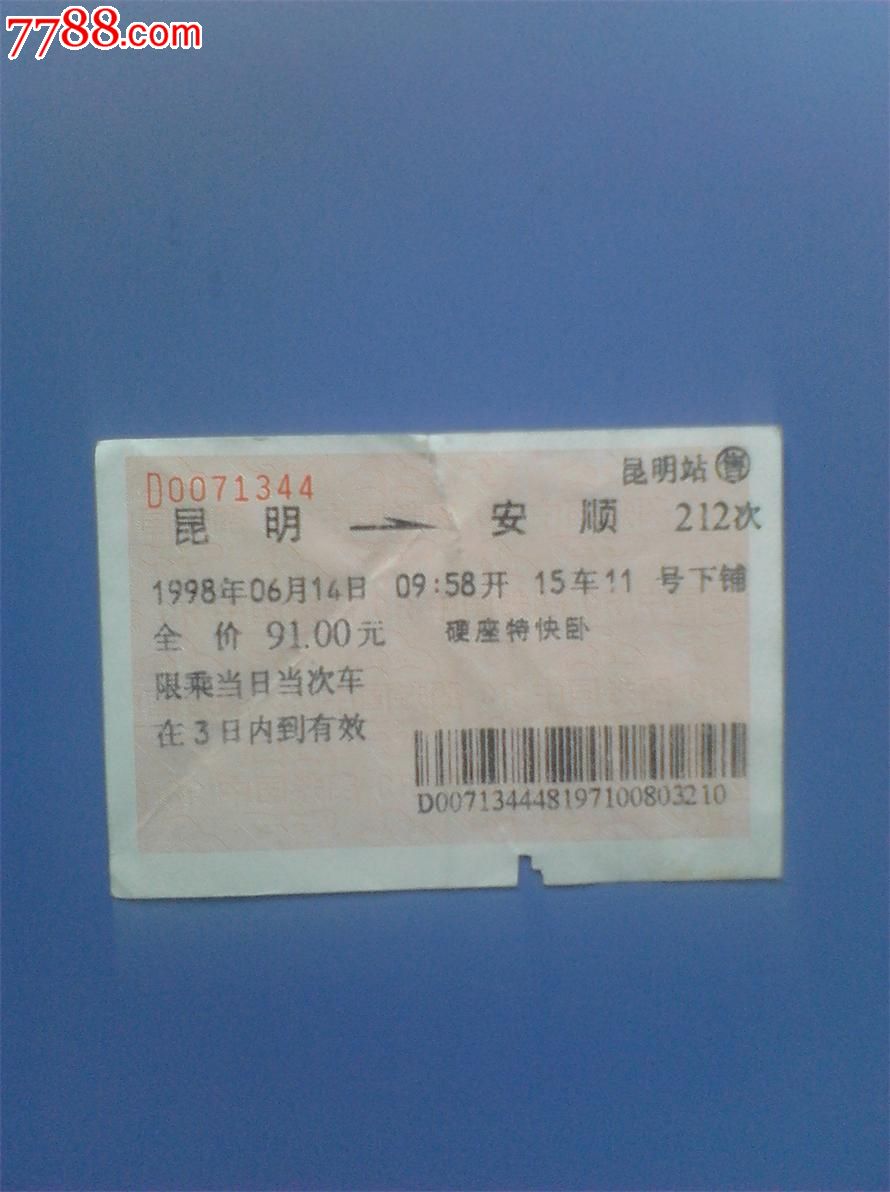 7788.com
D0071344
昆明站 售
昆 明 → 安 顺 212次
1998年06月14日 09:58开 15车11 号下铺
全 价 91.00元 硬座特快卧
限乘当日当次车
在3日内到有效
D007134448197100803210